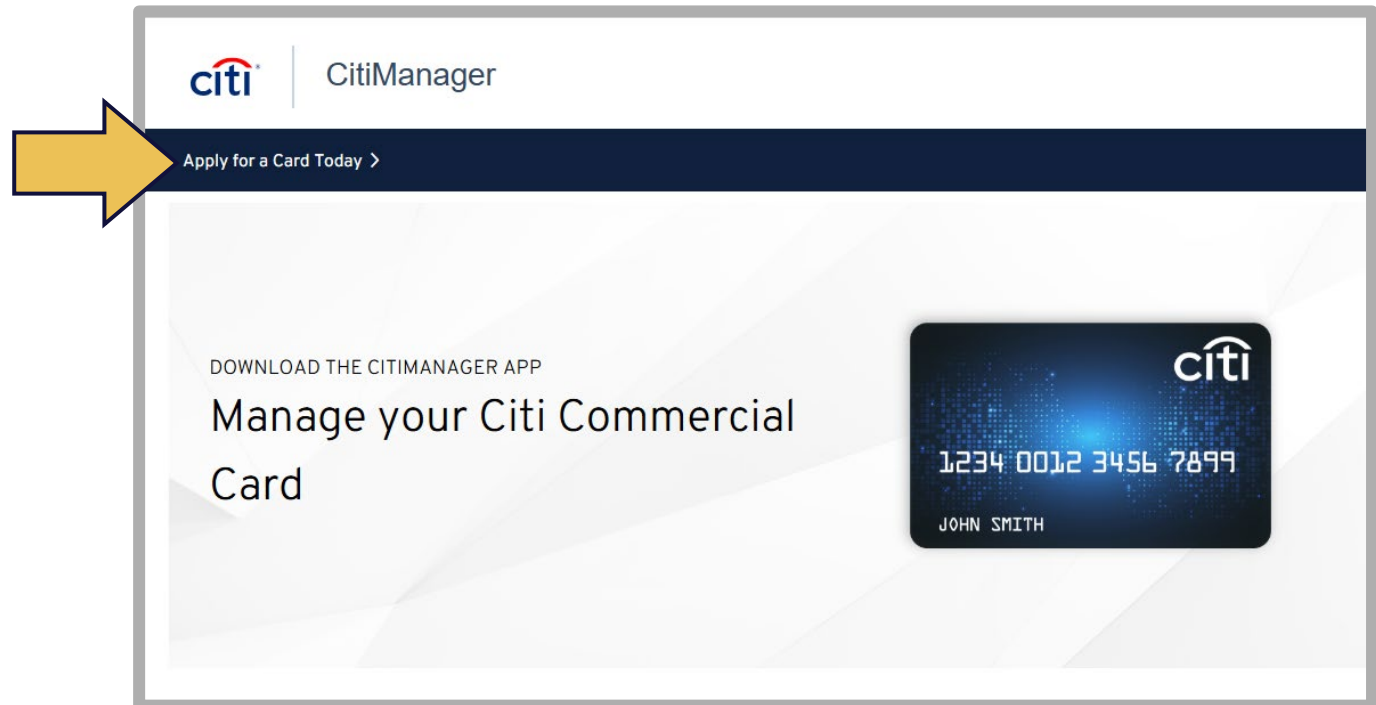 citi
CitiManager
Apply for a Card Today >
DOWNLOAD THE CITIMANAGER APP
Manage your Citi Commercial
Card
citi
1234 0012 3456 7899
JOHN SMITH